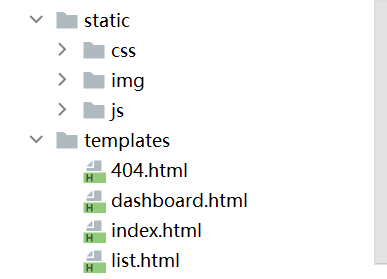 static
css
img
js
templates
404.html
dashboard.html
index.html
list.html